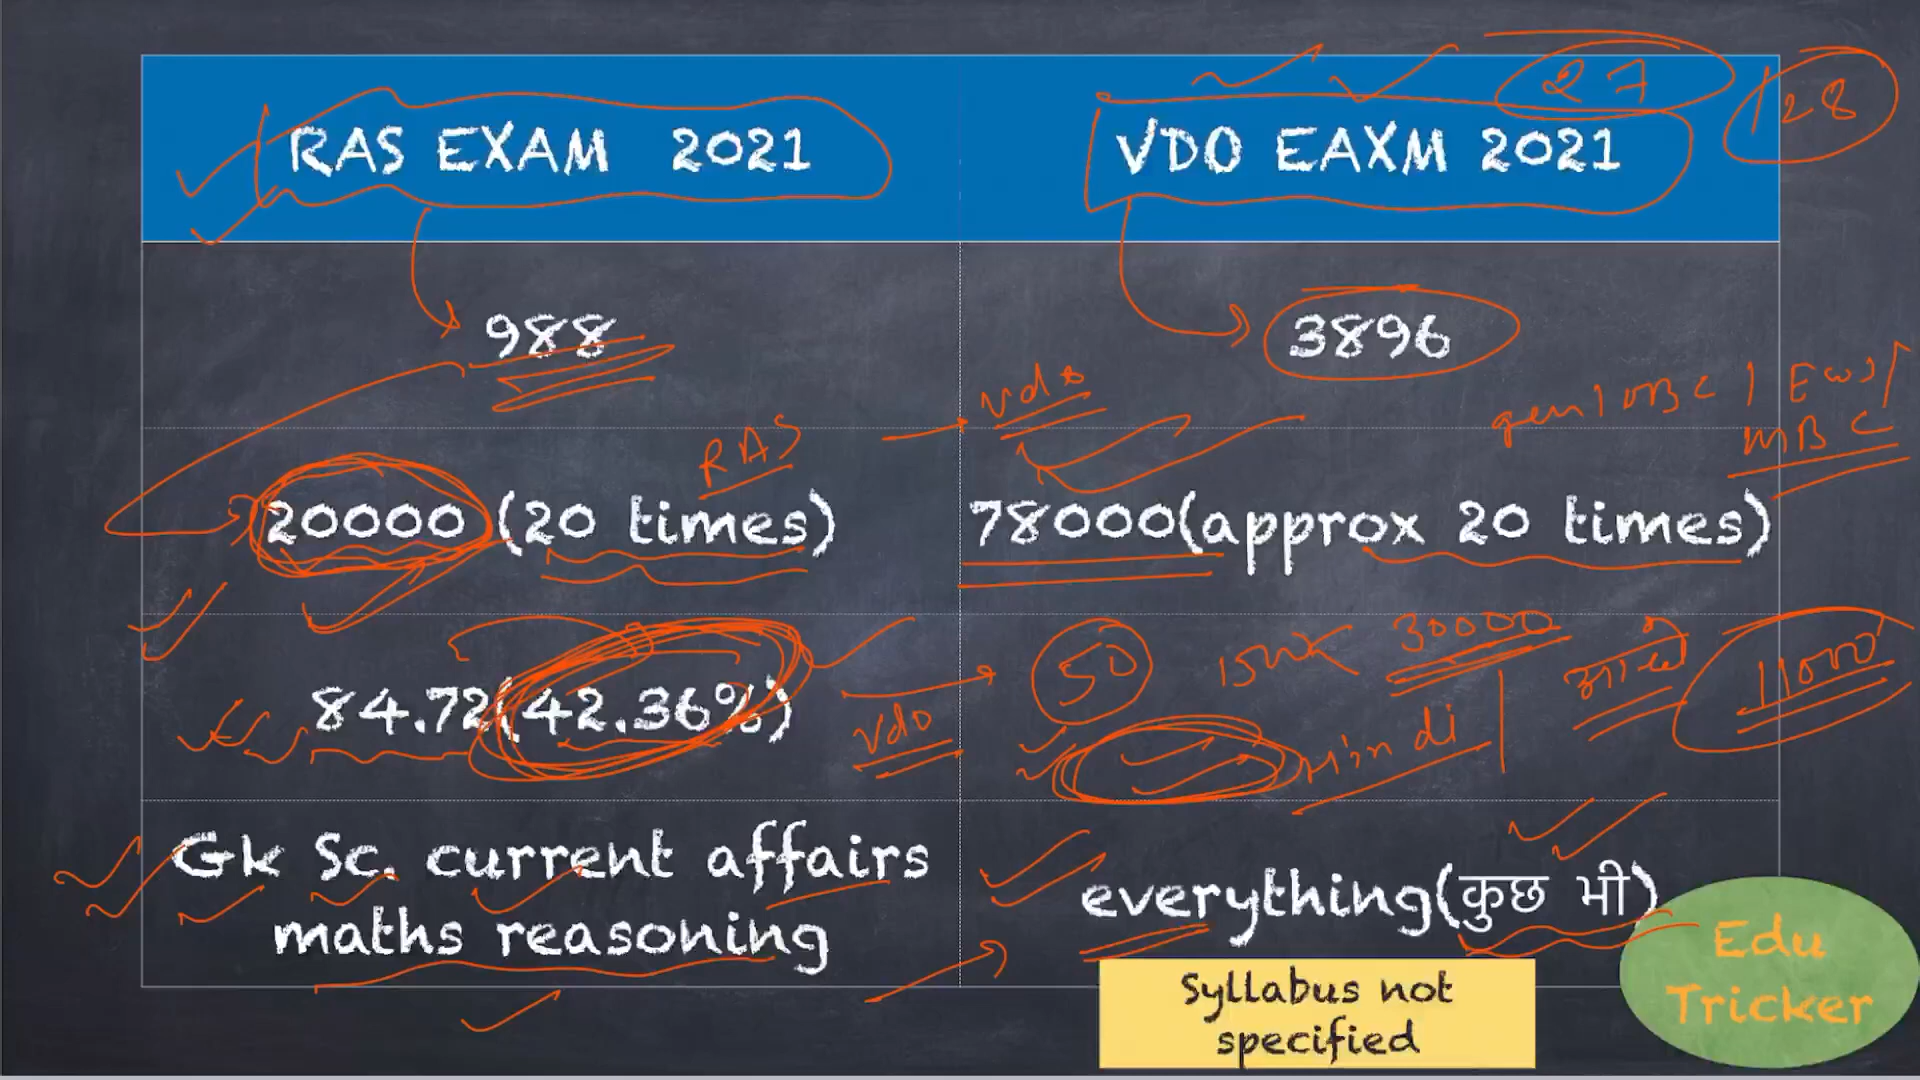 27
128
RAS EXAM 2021
VDO EAXM 2021
988
3896
vdo
gen / OBC / EWS /
MBC
RAS
20000 (20 times)
78000(approx 20 times)
50
30000
11000
84.72(42.36%)
vdo
Hindi
Gk Sc. current affairs
maths reasoning
everything(कुछ भी)
Syllabus not
specified
Edu
Tricker